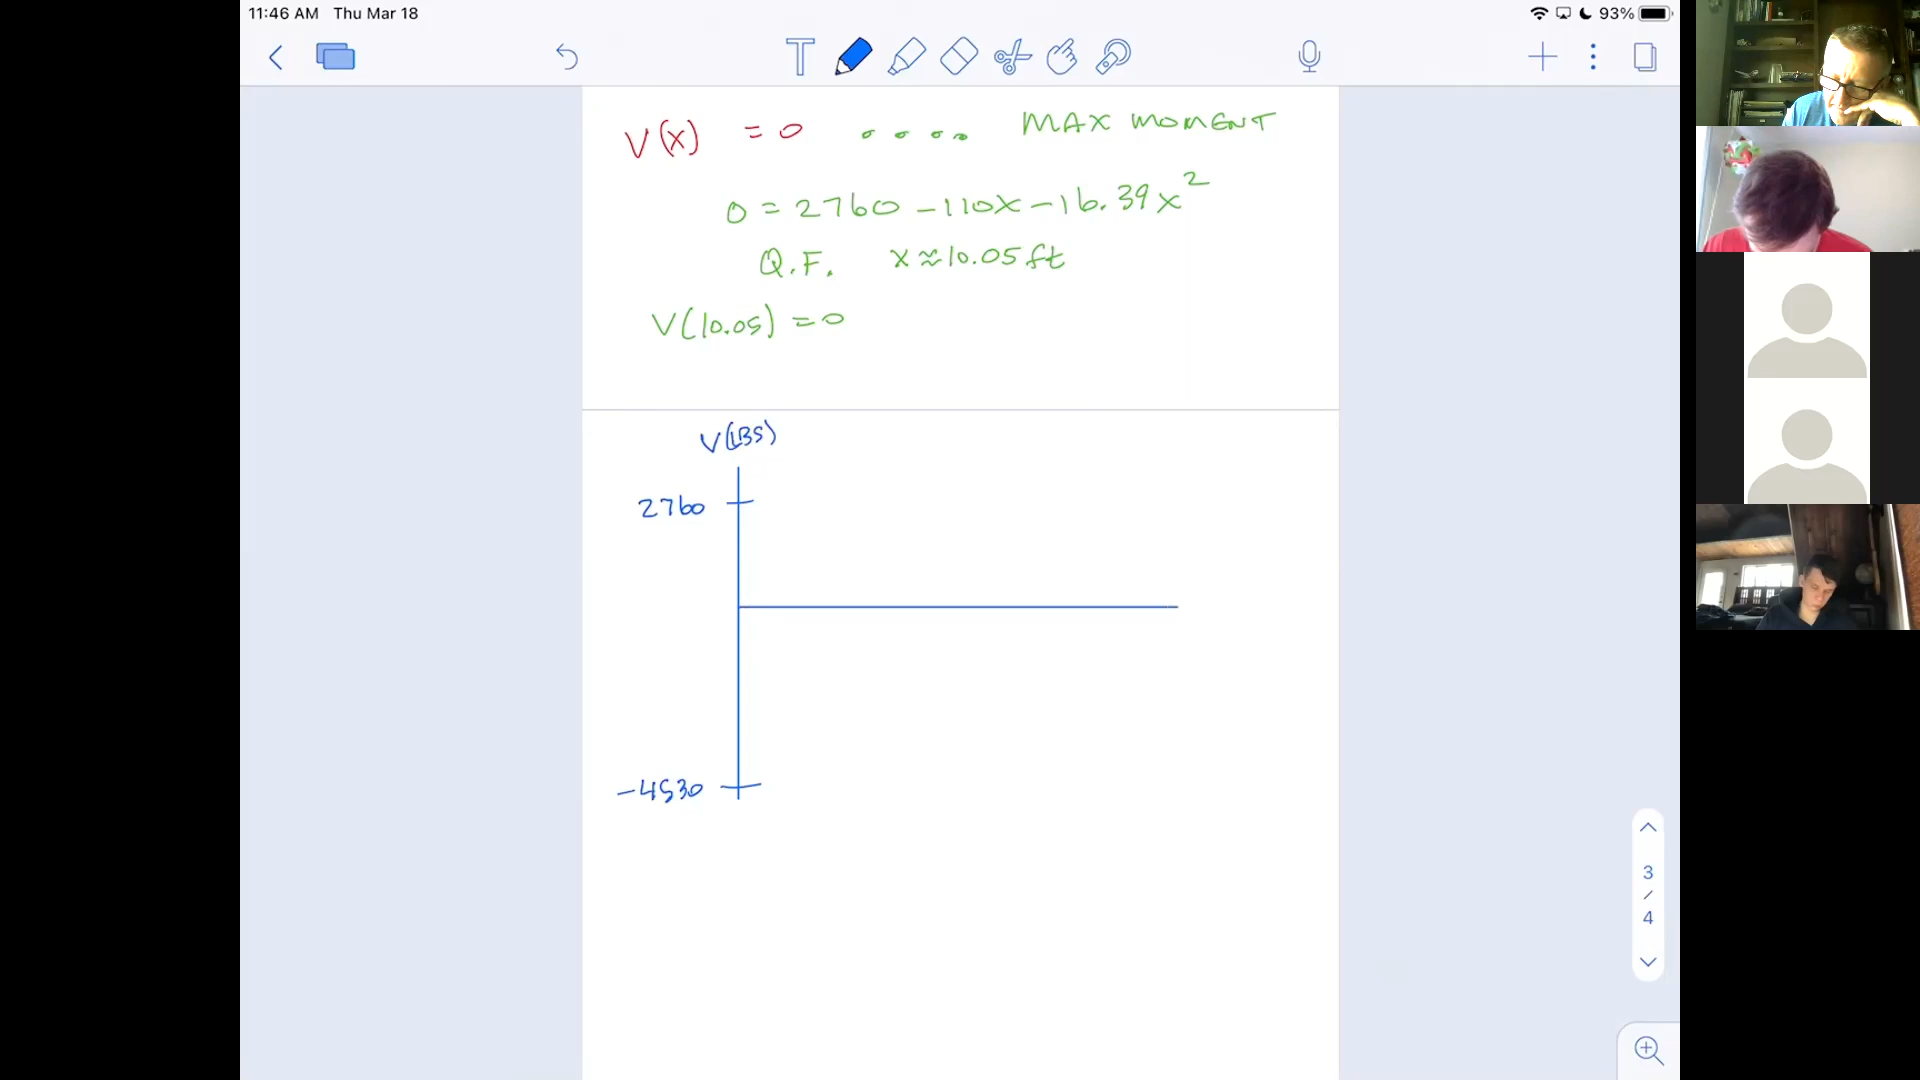 11:46 AM Thu Mar 18
93%
V(x) = 0 .... MAX MOMENT
0 = 2760 - 110x - 16.39x²
Q.F. x ≈ 10.05 ft
V(10.05) = 0
V(LBS)
2760
-4530
3
/
4